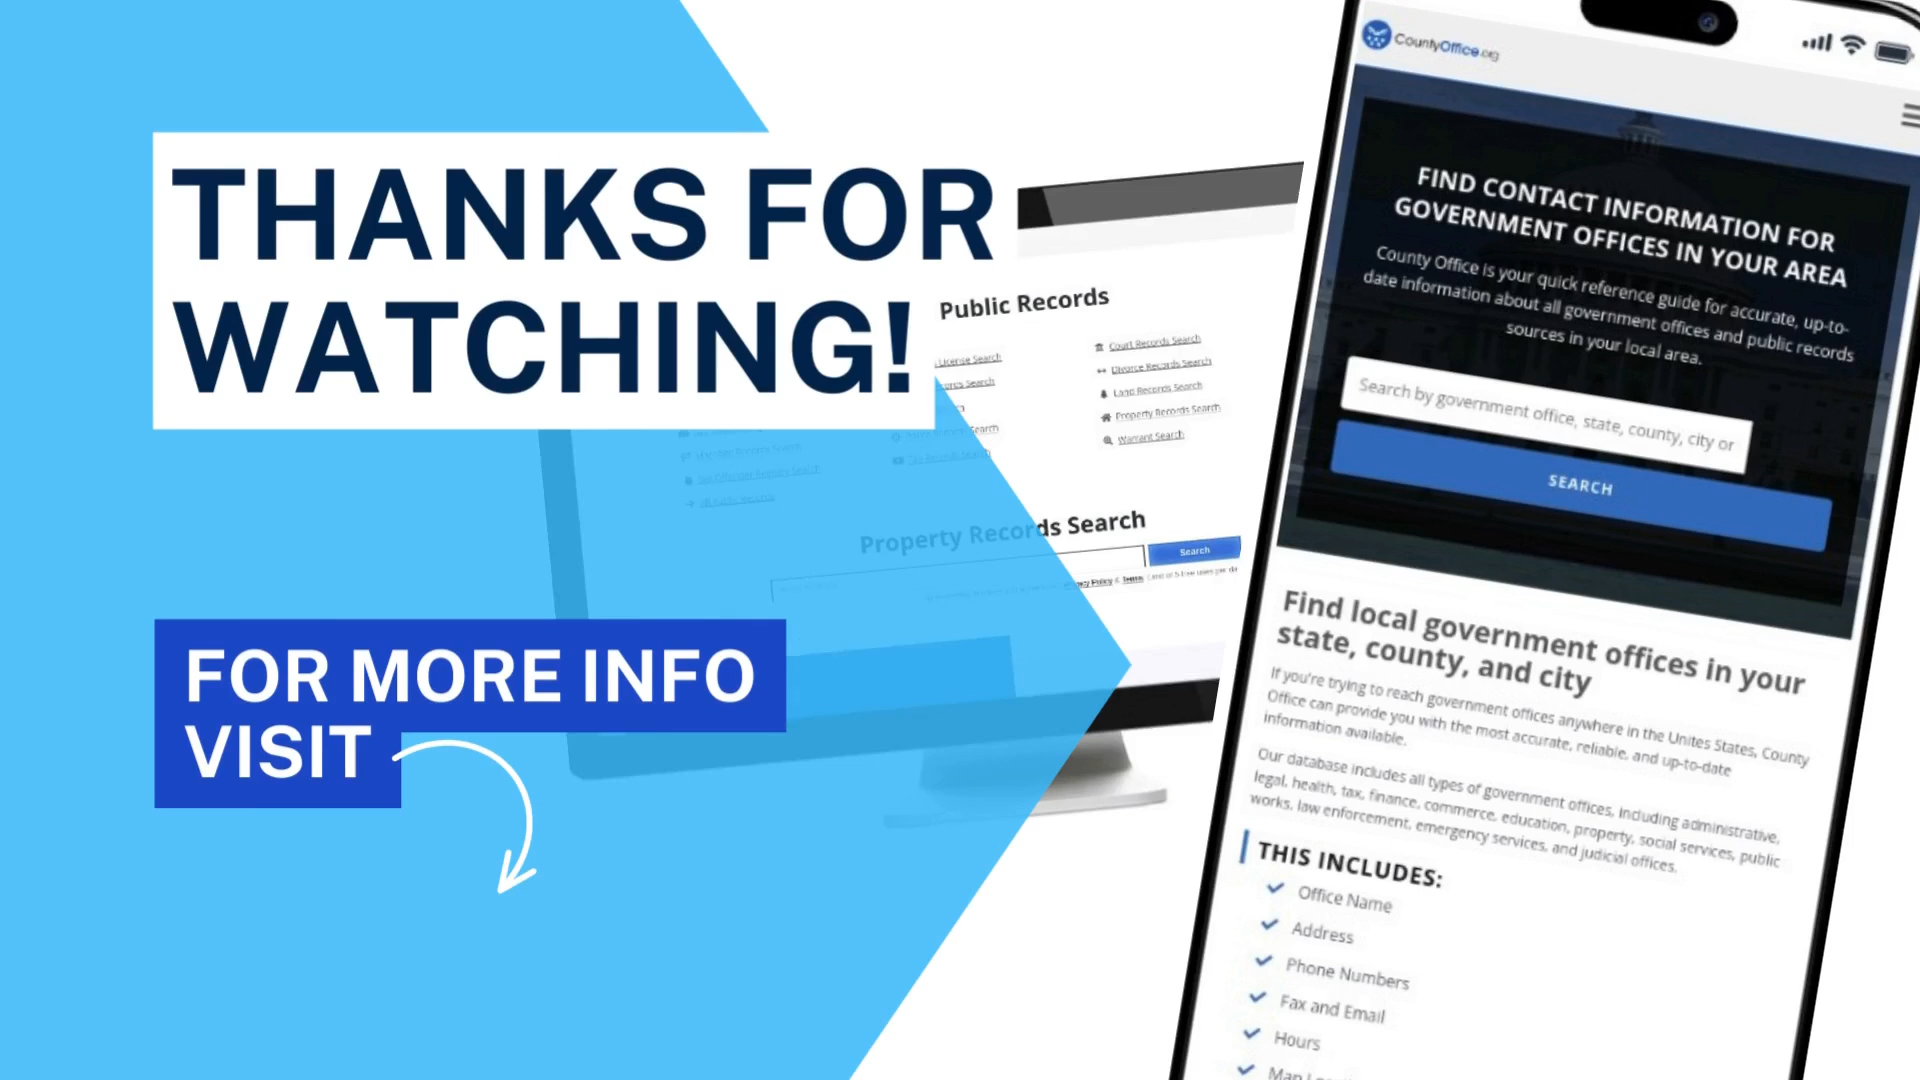 THANKS FOR
WATCHING!
FOR MORE INFO
VISIT
Public Records
License Search
Search
Search
Court Records Search
Divorce Records Search
Land Records Search
Property Records Search
Warrant Search
Property Records Search
Search
Policy & Terms
CountyOffice.org
FIND CONTACT INFORMATION FOR
GOVERNMENT OFFICES IN YOUR AREA
County Office is your quick reference guide for accurate, up-to-
date information about all government offices and public records
sources in your local area.
Search by government office, state, county, city or
SEARCH
Find local government offices in your
state, county, and city
If you're trying to reach government offices anywhere in the Unites States, County
Office can provide you with the most accurate, reliable, and up-to-date
information available.
Our database includes all types of government offices, including administrative,
legal, health, tax, finance, commerce, education, property, social services, public
works, law enforcement, emergency services, and judicial offices.
THIS INCLUDES:
Office Name
Address
Phone Numbers
Fax and Email
Hours